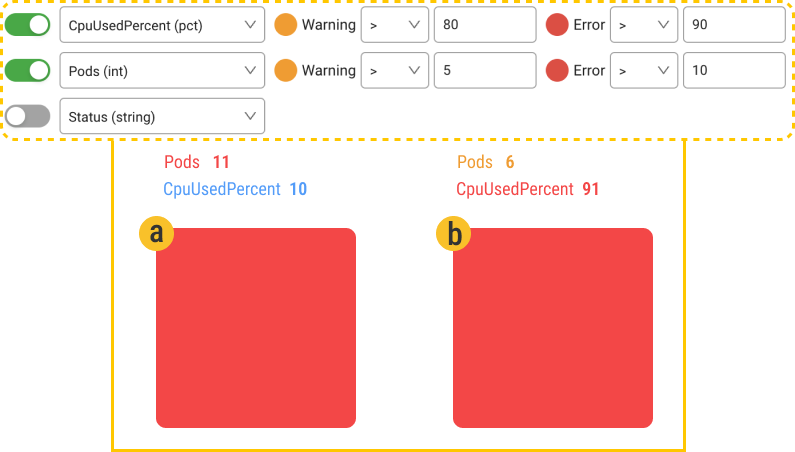 CpuUsedPercent (pct) Warning > 80 Error > 90
Pods (int) Warning > 5 Error > 10
Status (string)
Pods 11 Pods 6
CpuUsedPercent 10 CpuUsedPercent 91
a b